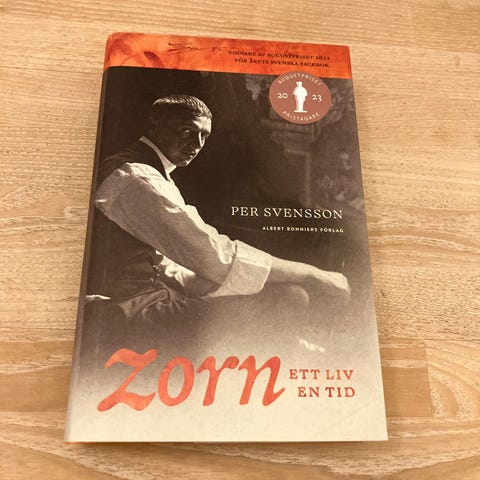 VINNARE AV AUGUSTPRISET 2023
FÖR ÅRETS SVENSKA FACKBOK.
AUGUSTPRISET
20 23
PRISTAGARE
PER SVENSSON
ALBERT BONNIERS FÖRLAG
zorn
ETT LIV
EN TID